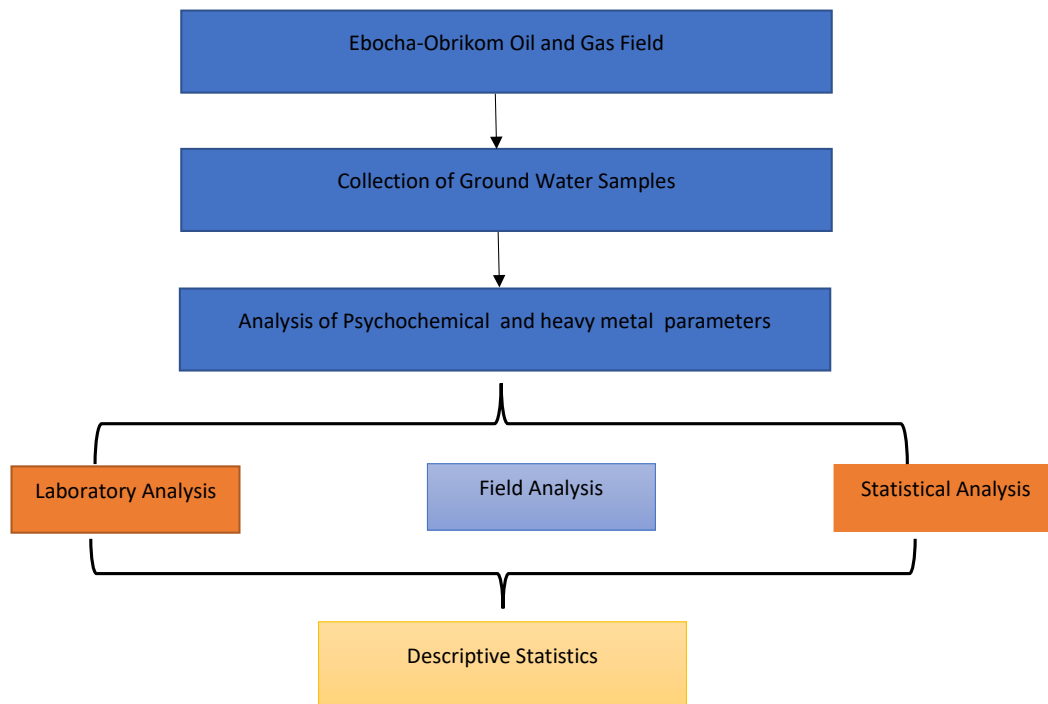 Ebocha-Obrikom Oil and Gas Field
Collection of Ground Water Samples
Analysis of Psychochemical and heavy metal parameters
Laboratory Analysis
Field Analysis
Statistical Analysis
Descriptive Statistics